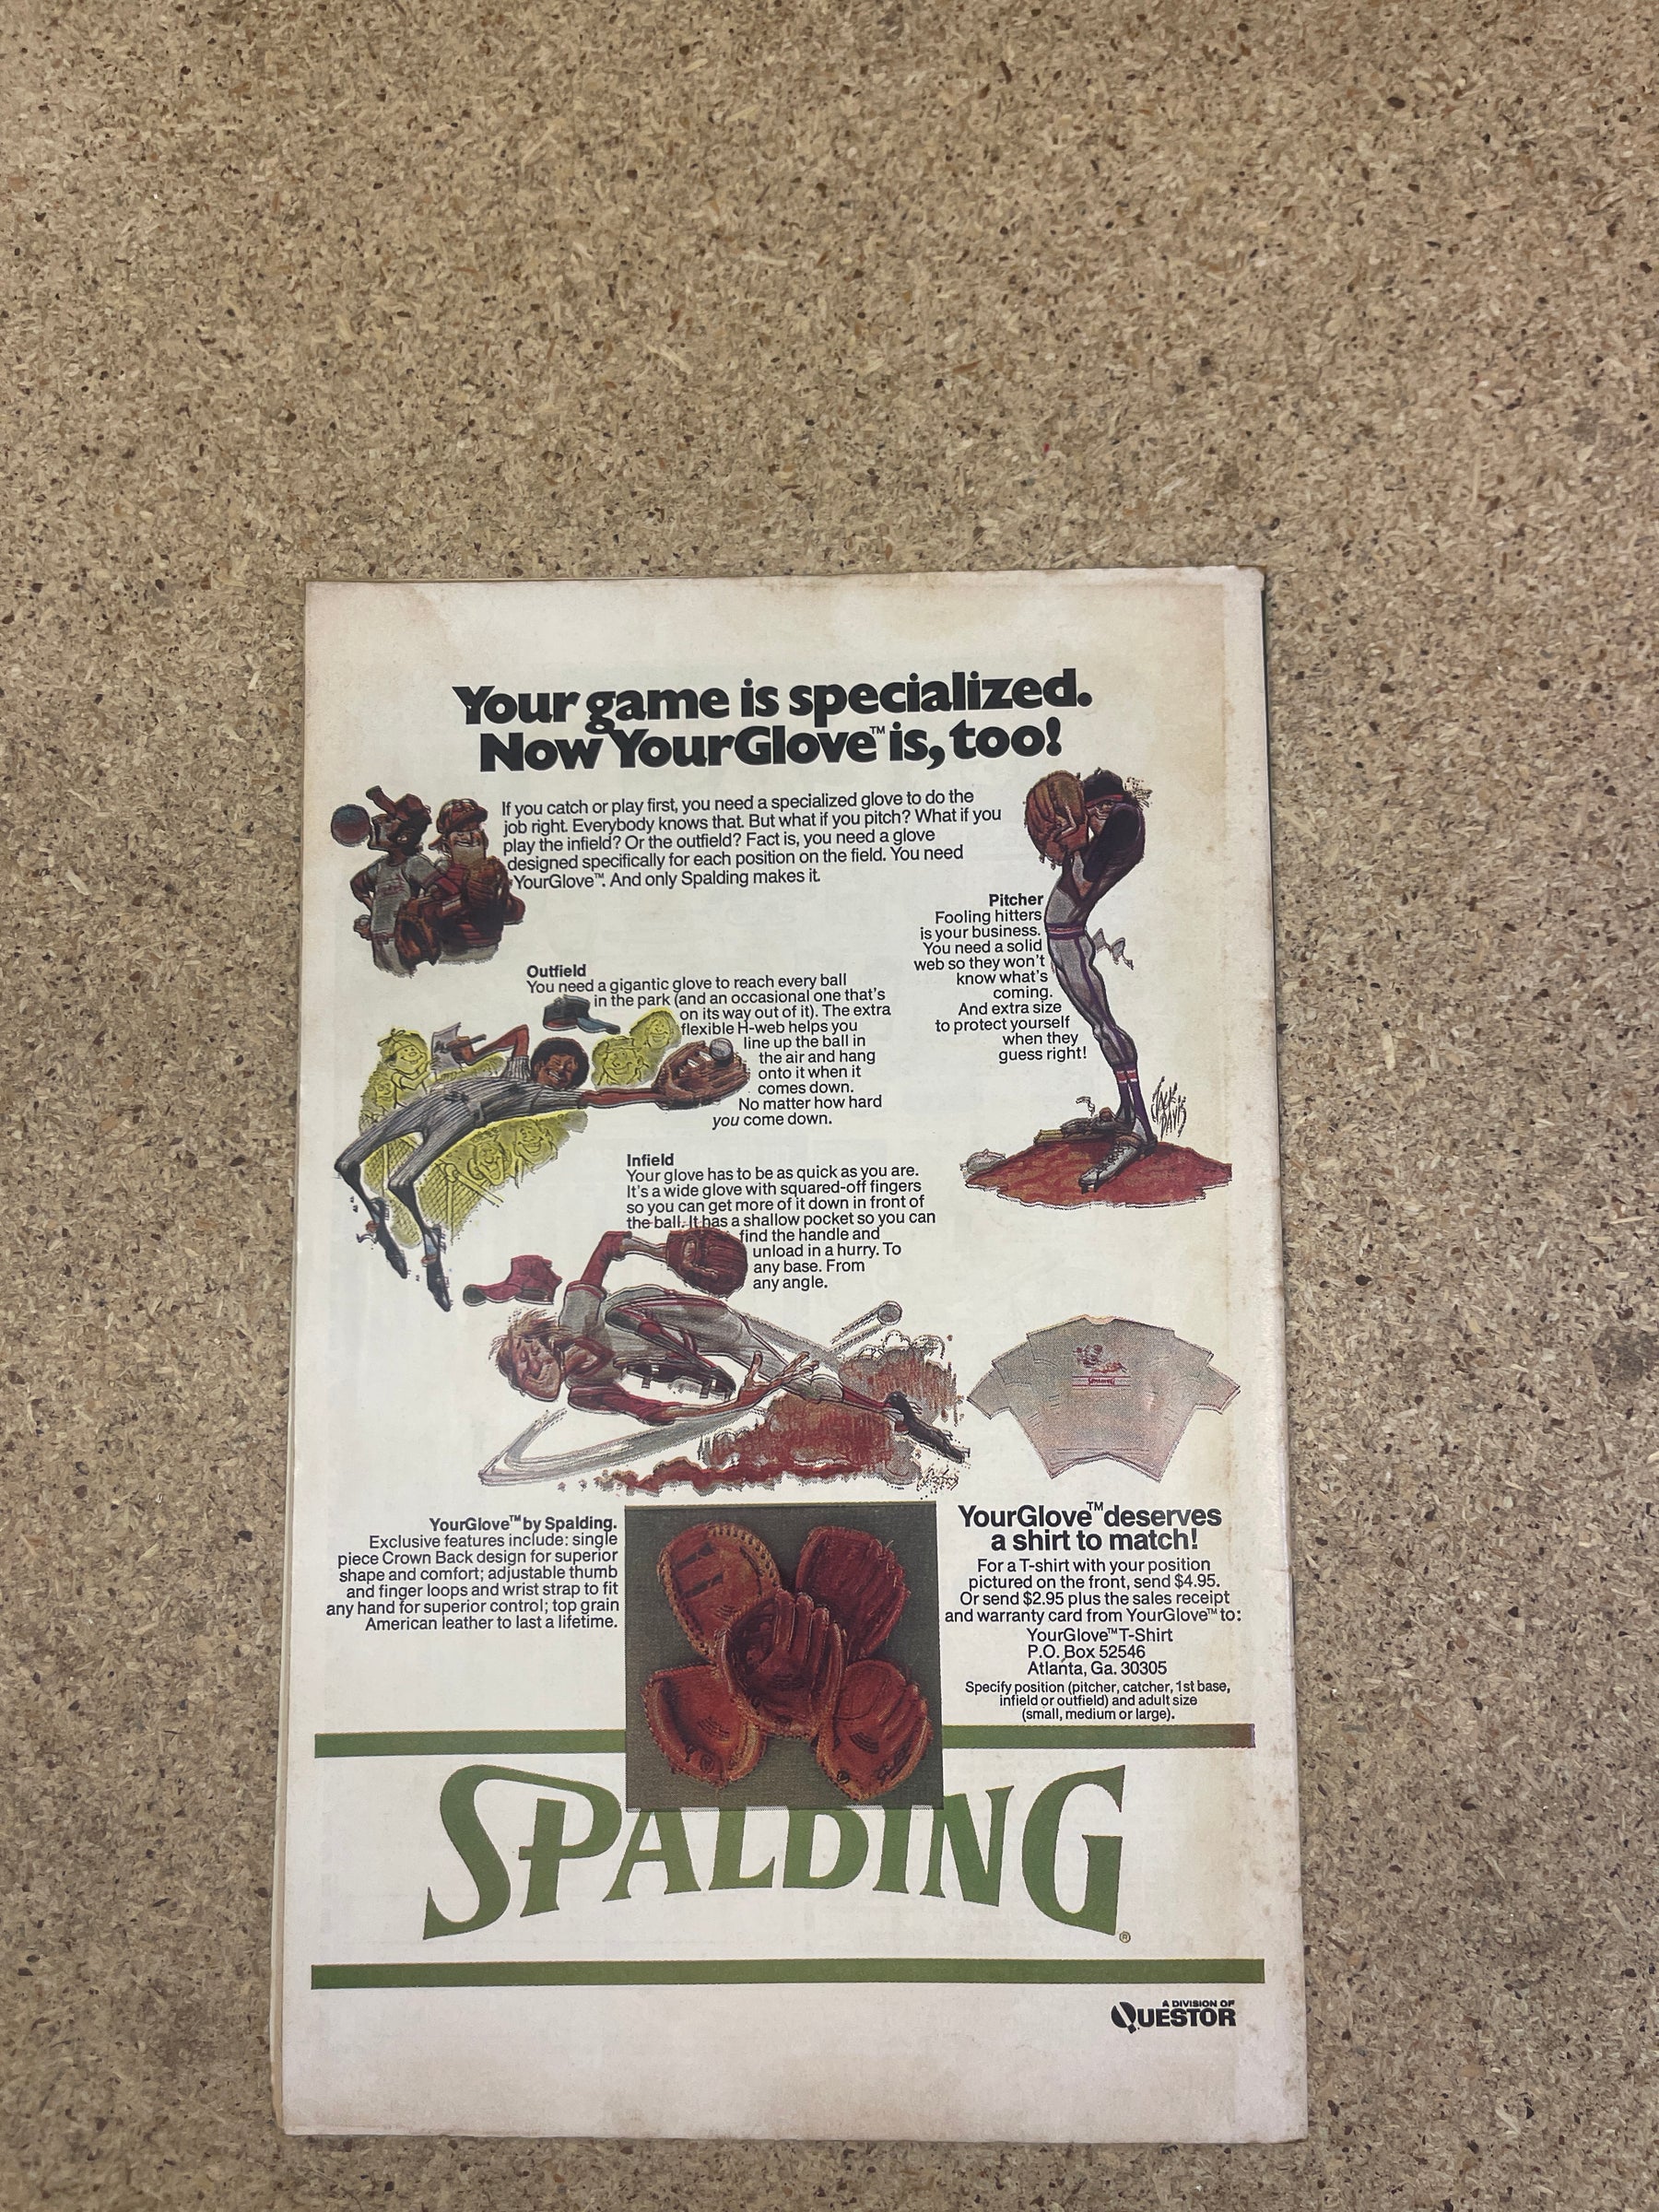 Your game is specialized.
Now YourGlove™ is, too!
If you catch or play first, you need a specialized glove to do the
job right. Everybody knows that. But what if you pitch? What if you
play the infield? Or the outfield? Fact is, you need a glove
designed specifically for each position on the field. You need
YourGlove™. And only Spalding makes it.
Pitcher
Fooling hitters
is your business.
You need a solid
web so they won't
know what's
coming.
And extra size
to protect yourself
when they
guess right!
JACK
DAVIS
Outfield
You need a gigantic glove to reach every ball
in the park (and an occasional one that's
on its way out of it). The extra
flexible H-web helps you
line up the ball in
the air and hang
onto it when it
comes down.
No matter how hard
you come down.
Infield
Your glove has to be as quick as you are.
It's a wide glove with squared-off fingers
so you can get more of it down in front of
the ball. It has a shallow pocket so you can
find the handle and
unload in a hurry. To
any base. From
any angle.
SPALDING
YourGlove™ by Spalding.
Exclusive features include: single
piece Crown Back design for superior
shape and comfort; adjustable thumb
and finger loops and wrist strap to fit
any hand for superior control; top grain
American leather to last a lifetime.
YourGlove™ deserves
a shirt to match!
For a T-shirt with your position
pictured on the front, send $4.95.
Or send $2.95 plus the sales receipt
and warranty card from YourGlove™ to:
YourGlove™ T-Shirt
P.O. Box 52546
Atlanta, Ga. 30305
Specify position (pitcher, catcher, 1st base,
infield or outfield) and adult size
(small, medium or large).
SPALDING®
A DIVISION OF
QUESTOR